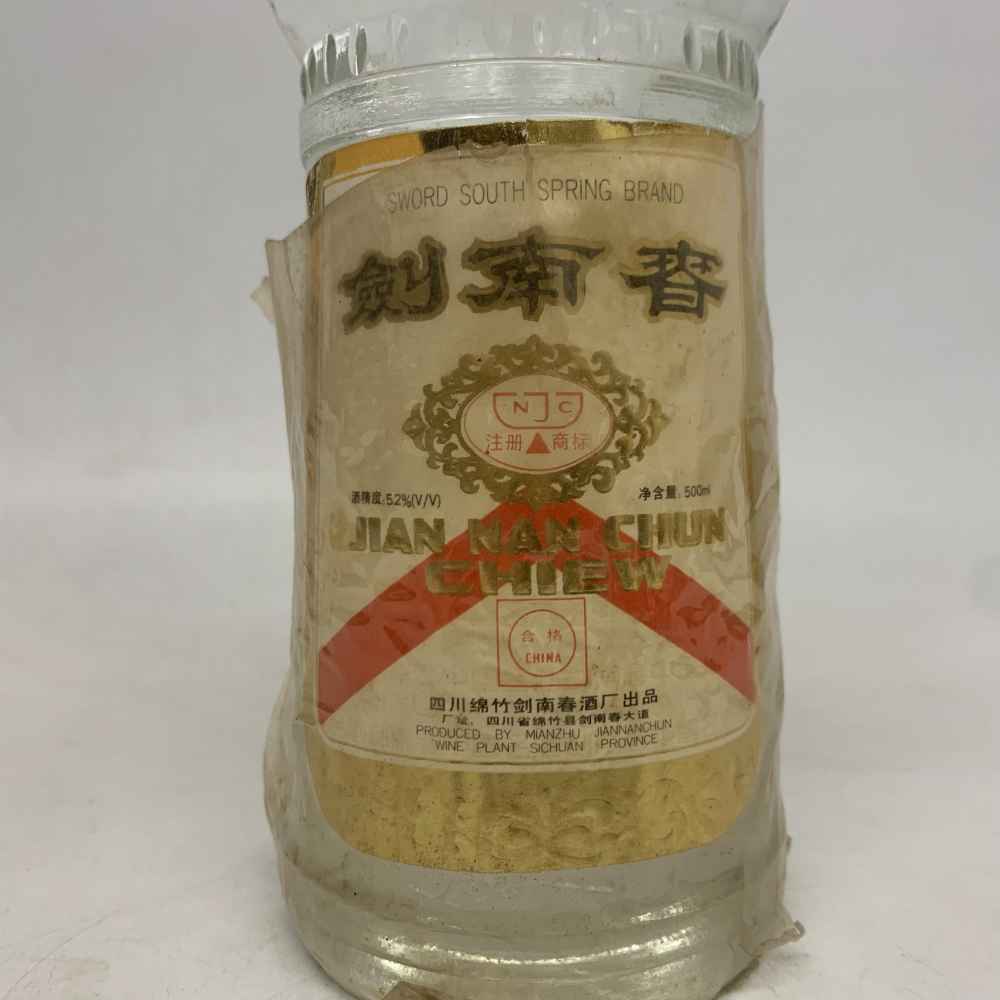 SWORD SOUTH SPRING BRAND
劍南春
NJC
注册 商标
酒精度: 52%(V/V)
净含量: 500ml
JIAN NAN CHUN
CHIEW
合格
CHINA
四川绵竹剑南春酒厂出品
厂址: 四川省绵竹县剑南春大道
PRODUCED BY MIANZHU JIANNANCHUN
WINE PLANT SICHUAN PROVINCE